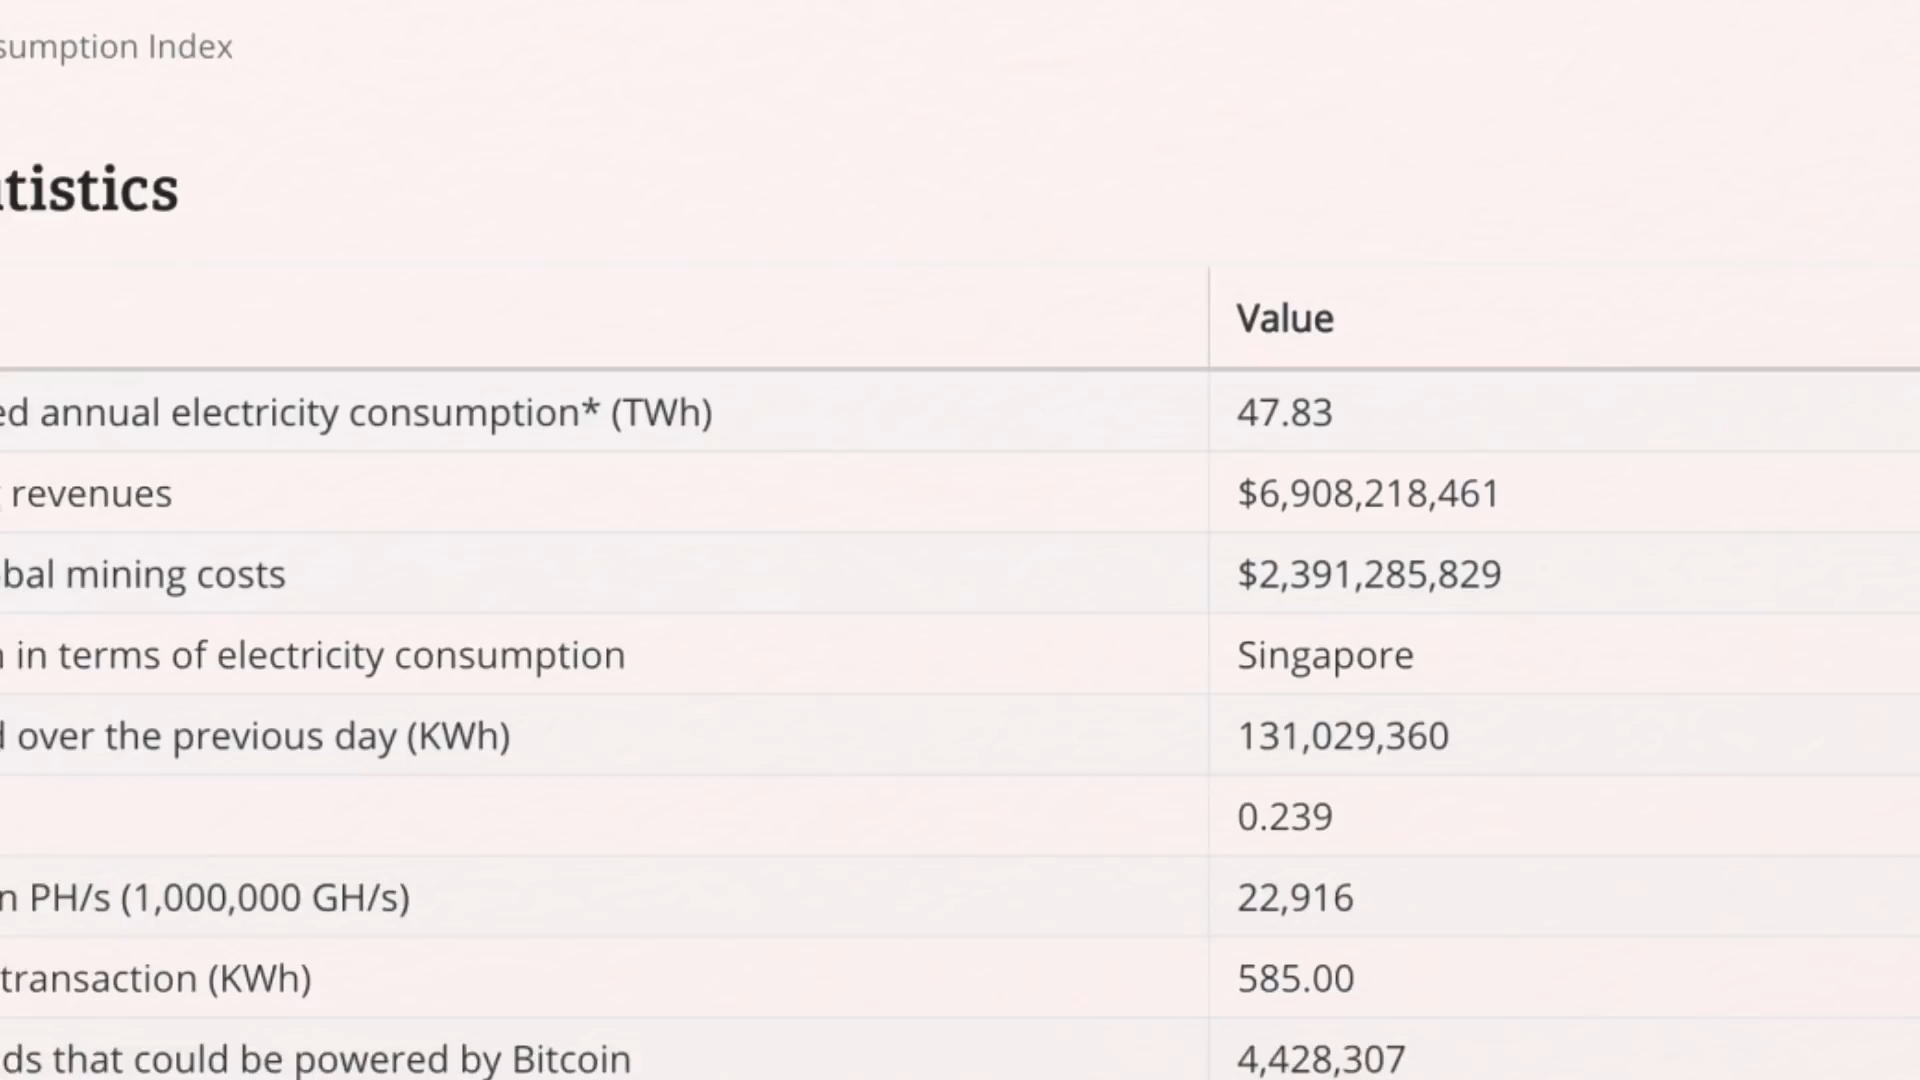 sumption Index
tistics
Value
ed annual electricity consumption* (TWh) 47.83
revenues $6,908,218,461
bal mining costs $2,391,285,829
in terms of electricity consumption Singapore
over the previous day (KWh) 131,029,360
0.239
n PH/s (1,000,000 GH/s) 22,916
transaction (KWh) 585.00
ds that could be powered by Bitcoin 4,428,307